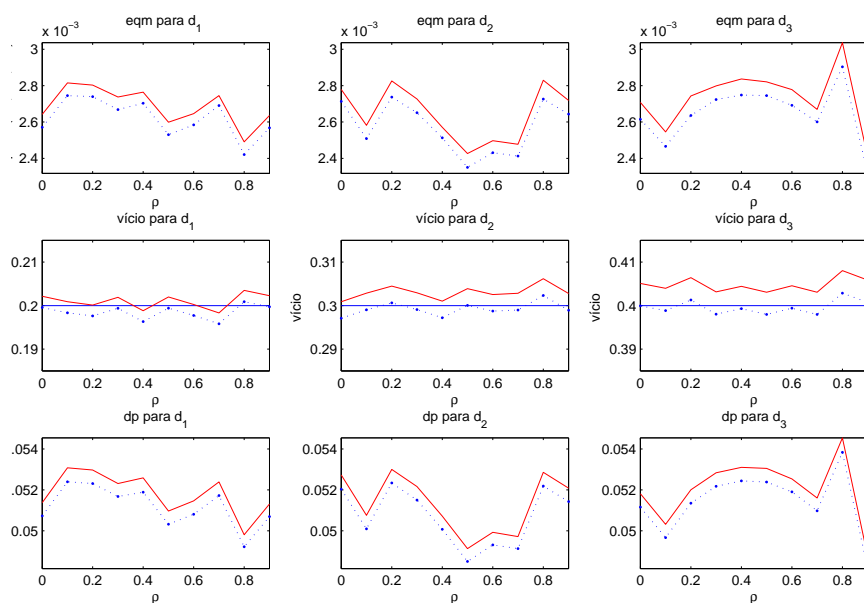 eqm para d1
x 10^-3
3
2.8
2.6
2.4
0 0.2 0.4 0.6 0.8
ρ
eqm para d2
x 10^-3
3
2.8
2.6
2.4
0 0.2 0.4 0.6 0.8
ρ
eqm para d3
x 10^-3
3
2.8
2.6
2.4
0 0.2 0.4 0.6 0.8
ρ
vício para d1
0.21
0.2
0.19
0 0.2 0.4 0.6 0.8
ρ
vício para d2
vício
0.31
0.3
0.29
0 0.2 0.4 0.6 0.8
ρ
vício para d3
vício
0.41
0.4
0.39
0 0.2 0.4 0.6 0.8
ρ
dp para d1
.054
.052
0.05
0 0.2 0.4 0.6 0.8
ρ
dp para d2
.054
.052
0.05
0 0.2 0.4 0.6 0.8
ρ
dp para d3
.054
.052
0.05
0 0.2 0.4 0.6 0.8
ρ